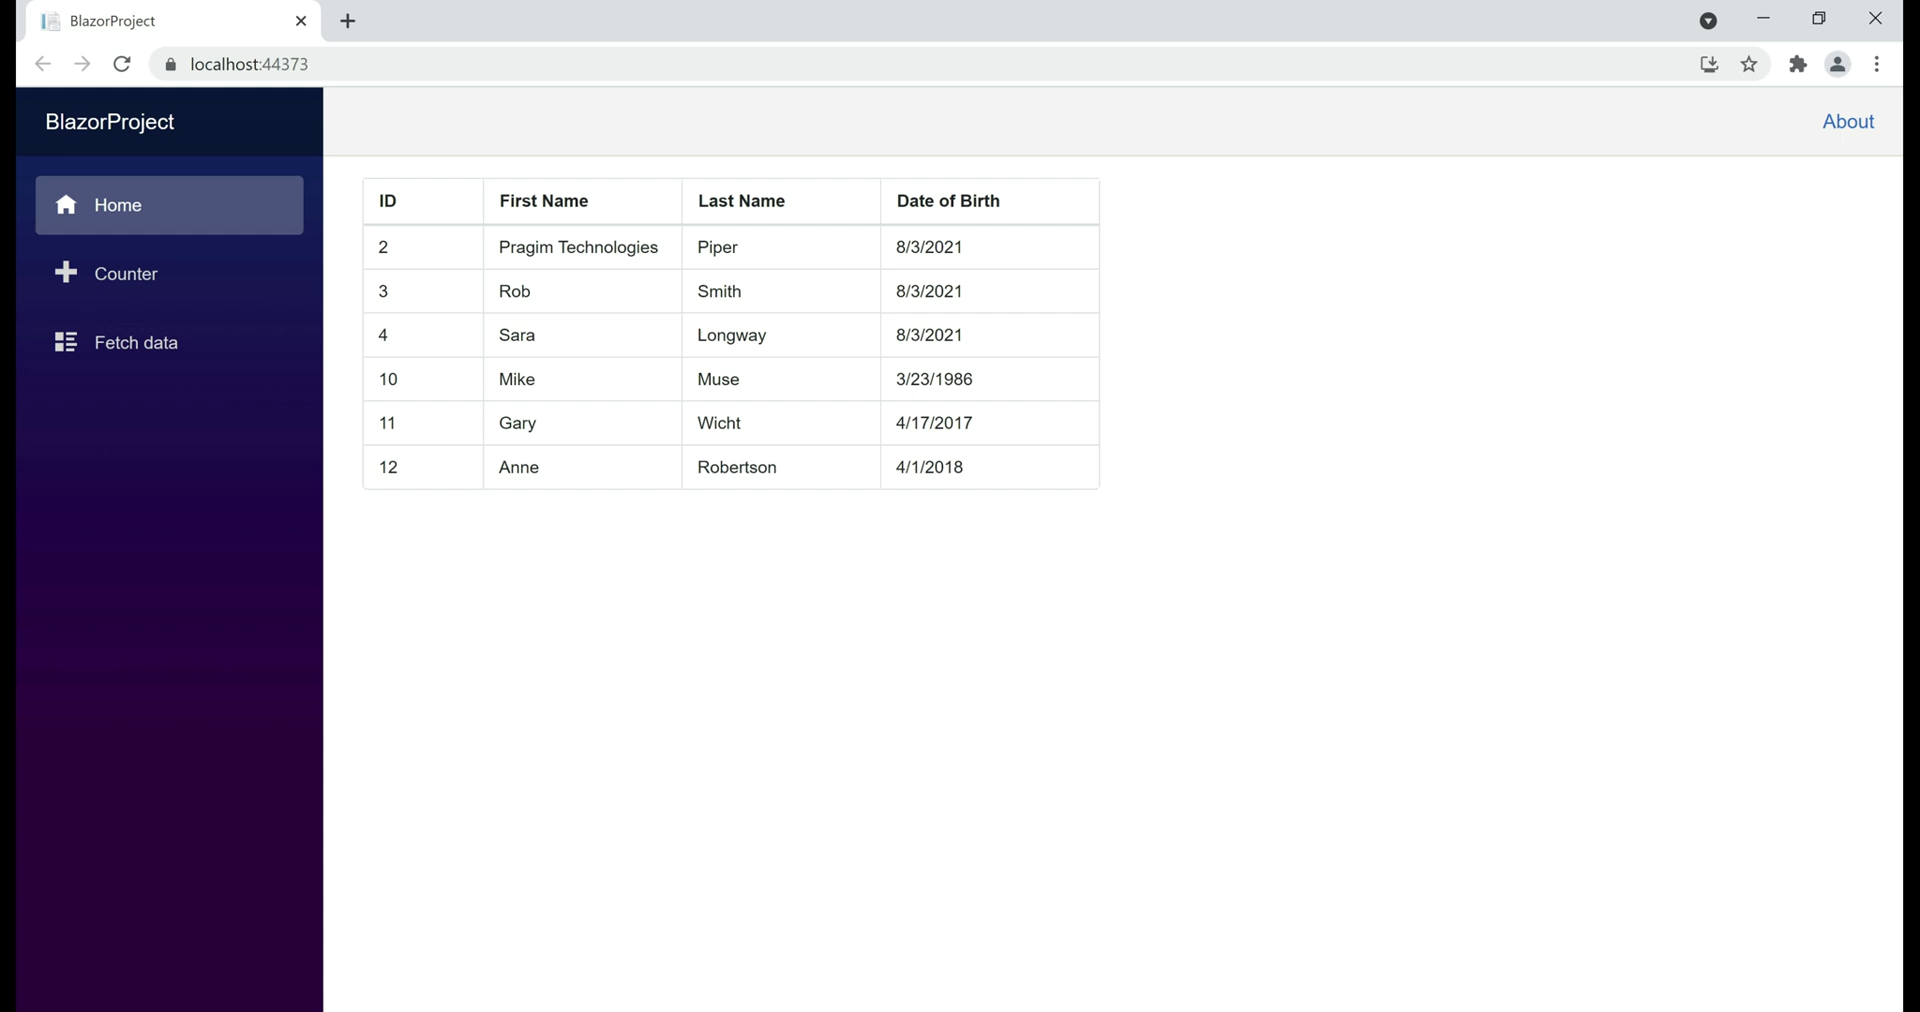 BlazorProject
localhost:44373
BlazorProject
About
Home
Counter
Fetch data
ID First Name Last Name Date of Birth
2 Pragim Technologies Piper 8/3/2021
3 Rob Smith 8/3/2021
4 Sara Longway 8/3/2021
10 Mike Muse 3/23/1986
11 Gary Wicht 4/17/2017
12 Anne Robertson 4/1/2018